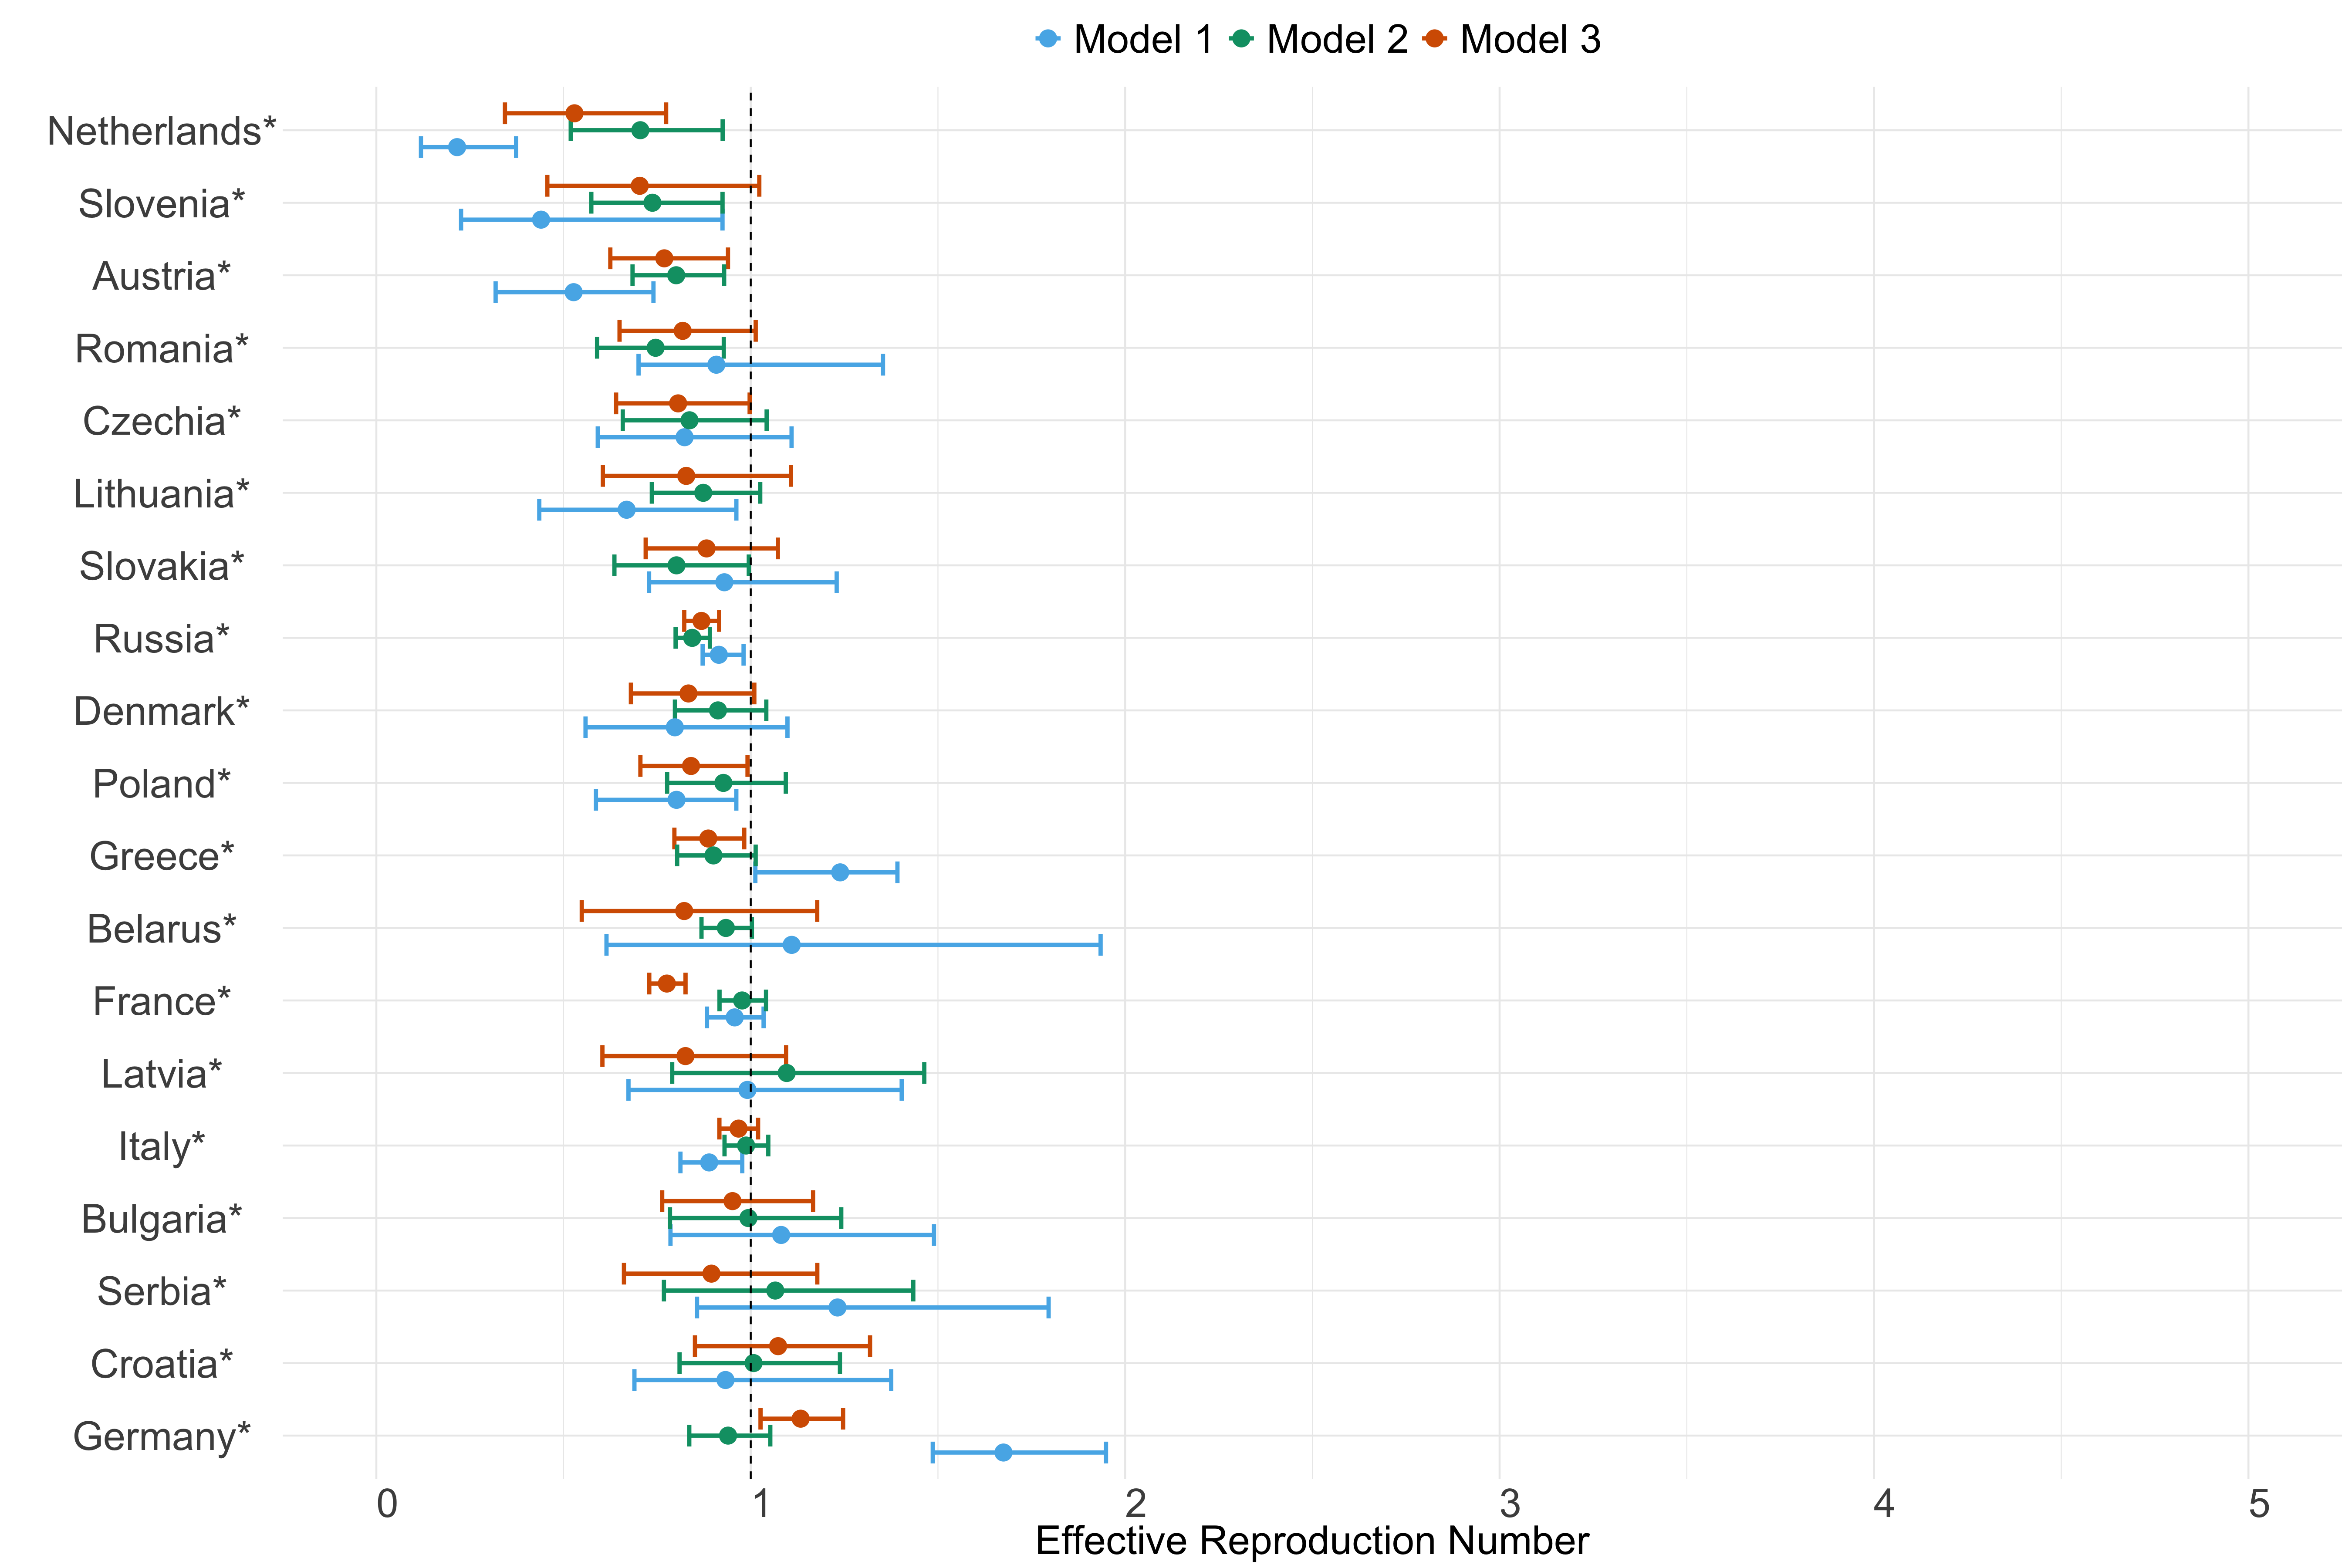 Model 1 Model 2 Model 3
Netherlands*
Slovenia*
Austria*
Romania*
Czechia*
Lithuania*
Slovakia*
Russia*
Denmark*
Poland*
Greece*
Belarus*
France*
Latvia*
Italy*
Bulgaria*
Serbia*
Croatia*
Germany*
0 1 2 3 4 5
Effective Reproduction Number